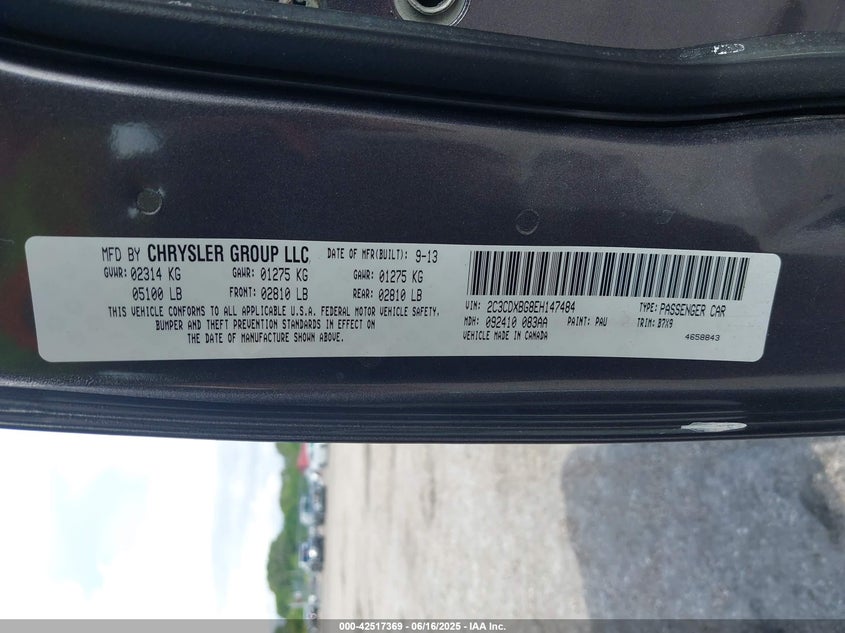 MFD BY CHRYSLER GROUP LLC DATE OF MFR(BUILT): 9-13
GVWR: 02314 KG GAWR: 01275 KG GAWR: 01275 KG
05100 LB FRONT: 02810 LB REAR: 02810 LB
THIS VEHICLE CONFORMS TO ALL APPLICABLE U.S.A. FEDERAL MOTOR VEHICLE SAFETY,
BUMPER AND THEFT PREVENTION STANDARDS IN EFFECT ON
THE DATE OF MANUFACTURE SHOWN ABOVE.
VIN: 2C3CDXBG8EH147484 TYPE: PASSENGER CAR
MDH: 092410 083AA PAINT: PAU TRIM: B7X9
VEHICLE MADE IN CANADA 4658843
000-42517369 - 06/16/2025 - IAA Inc.